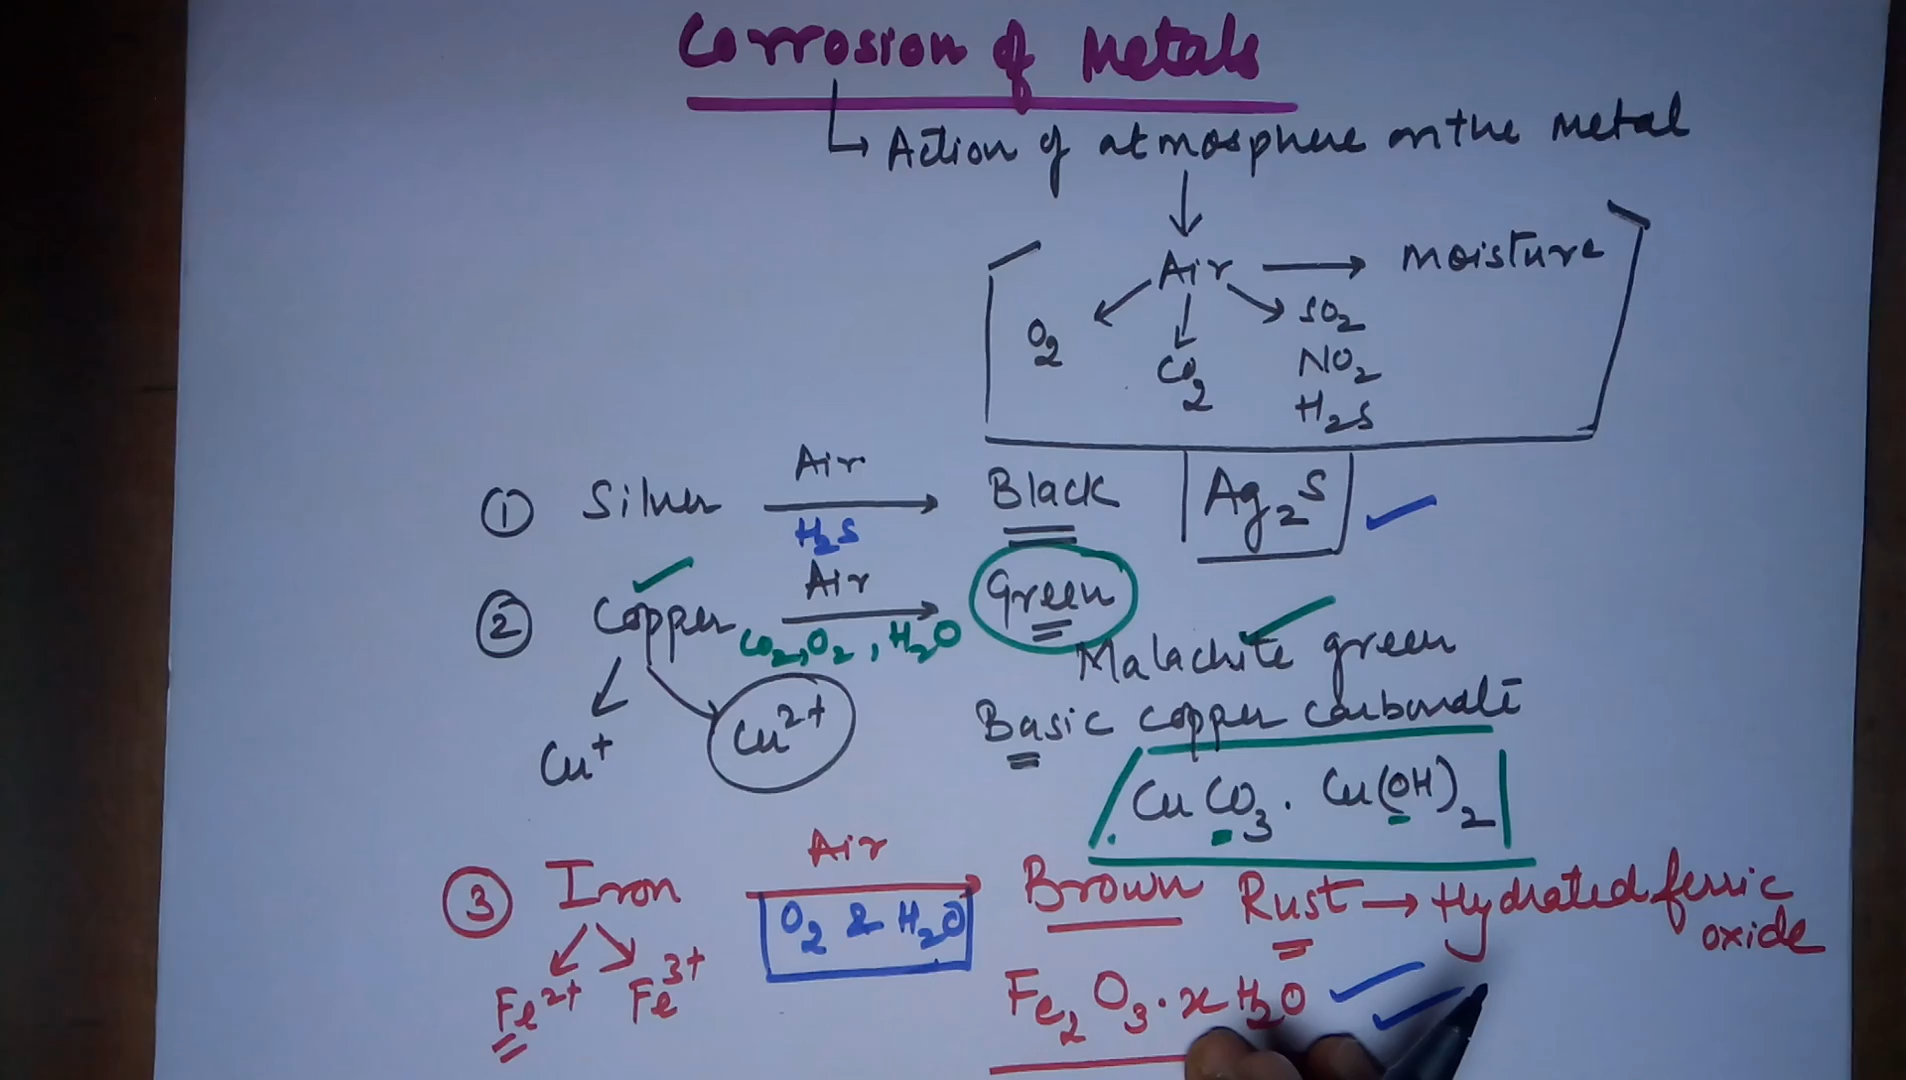 Corrosion of Metals
Action of atmosphere on the Metal
Air → Moisture
O2 CO2 SO2
NO2
H2S
① Silver Air H2S → Black Ag2S
② Copper Air CO2, O2, H2O → Green
Malachite green
Cu+ Cu2+ Basic copper carbonate
CuCO3. Cu(OH)2
③ Iron Air O2 & H2O → Brown Rust → Hydrated ferric oxide
Fe2+ Fe3+ Fe2O3.xH2O